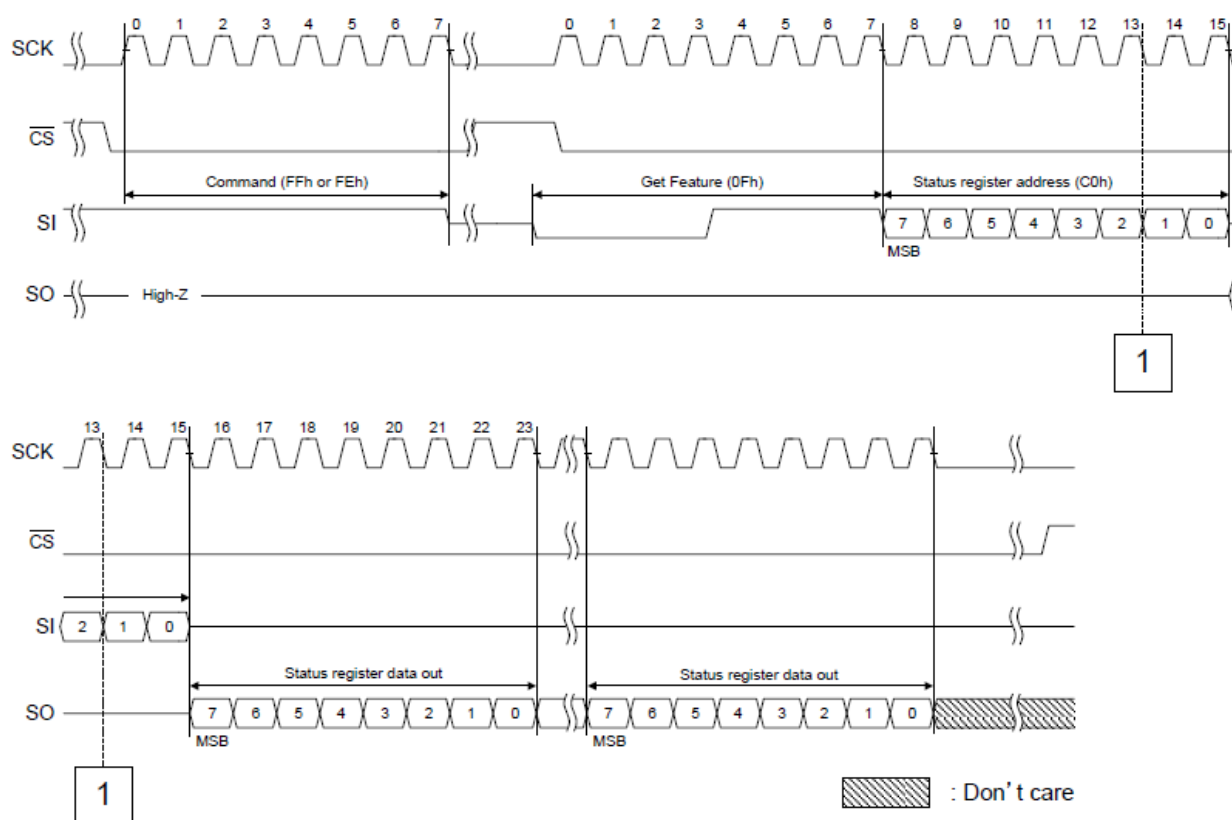 0 1 2 3 4 5 6 7 0 1 2 3 4 5 6 7 8 9 10 11 12 13 14 15
SCK
CS
Command (FFh or FEh) Get Feature (0Fh) Status register address (C0h)
SI 7 6 5 4 3 2 1 0
MSB
SO High-Z
1
13 14 15 16 17 18 19 20 21 22 23
SCK
CS
SI 2 1 0
Status register data out Status register data out
SO 7 6 5 4 3 2 1 0 7 6 5 4 3 2 1 0
MSB MSB
1
: Don't care